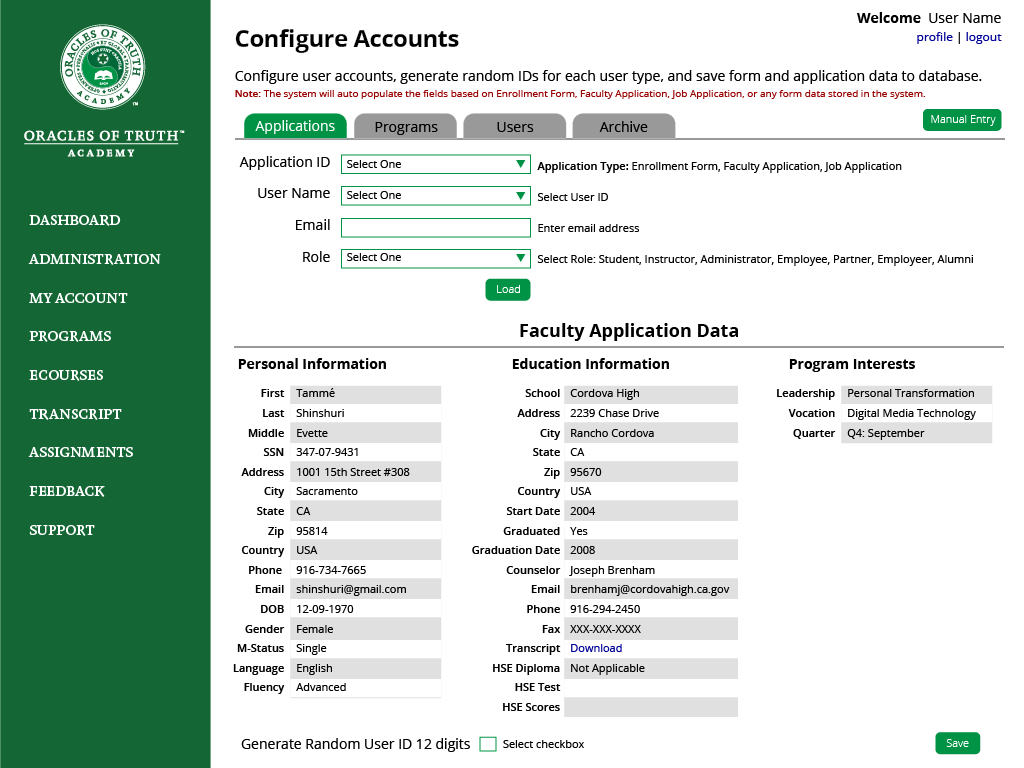 ORACLES OF TRUTH
ACADEMY
™
ORACLES OF TRUTH™
ACADEMY
DASHBOARD
ADMINISTRATION
MY ACCOUNT
PROGRAMS
ECOURSES
TRANSCRIPT
ASSIGNMENTS
FEEDBACK
SUPPORT
Welcome User Name
profile | logout
Configure Accounts
Configure user accounts, generate random IDs for each user type, and save form and application data to database.
Note: The system will auto populate the fields based on Enrollment Form, Faculty Application, Job Application, or any form data stored in the system.
Applications Programs Users Archive Manual Entry
Application ID Select One Application Type: Enrollment Form, Faculty Application, Job Application
User Name Select One Select User ID
Email Enter email address
Role Select One Select Role: Student, Instructor, Administrator, Employee, Partner, Employeer, Alumni
Load
Faculty Application Data
Personal Information
First Tammé
Last Shinshuri
Middle Evette
SSN 347-07-9431
Address 1001 15th Street #308
City Sacramento
State CA
Zip 95814
Country USA
Phone 916-734-7665
Email shinshuri@gmail.com
DOB 12-09-1970
Gender Female
M-Status Single
Language English
Fluency Advanced
Education Information
School Cordova High
Address 2239 Chase Drive
City Rancho Cordova
State CA
Zip 95670
Country USA
Start Date 2004
Graduated Yes
Graduation Date 2008
Counselor Joseph Brenham
Email brenhamj@cordovahigh.ca.gov
Phone 916-294-2450
Fax XXX-XXX-XXXX
Transcript Download
HSE Diploma Not Applicable
HSE Test
HSE Scores
Program Interests
Leadership Personal Transformation
Vocation Digital Media Technology
Quarter Q4: September
Generate Random User ID 12 digits Select checkbox
Save